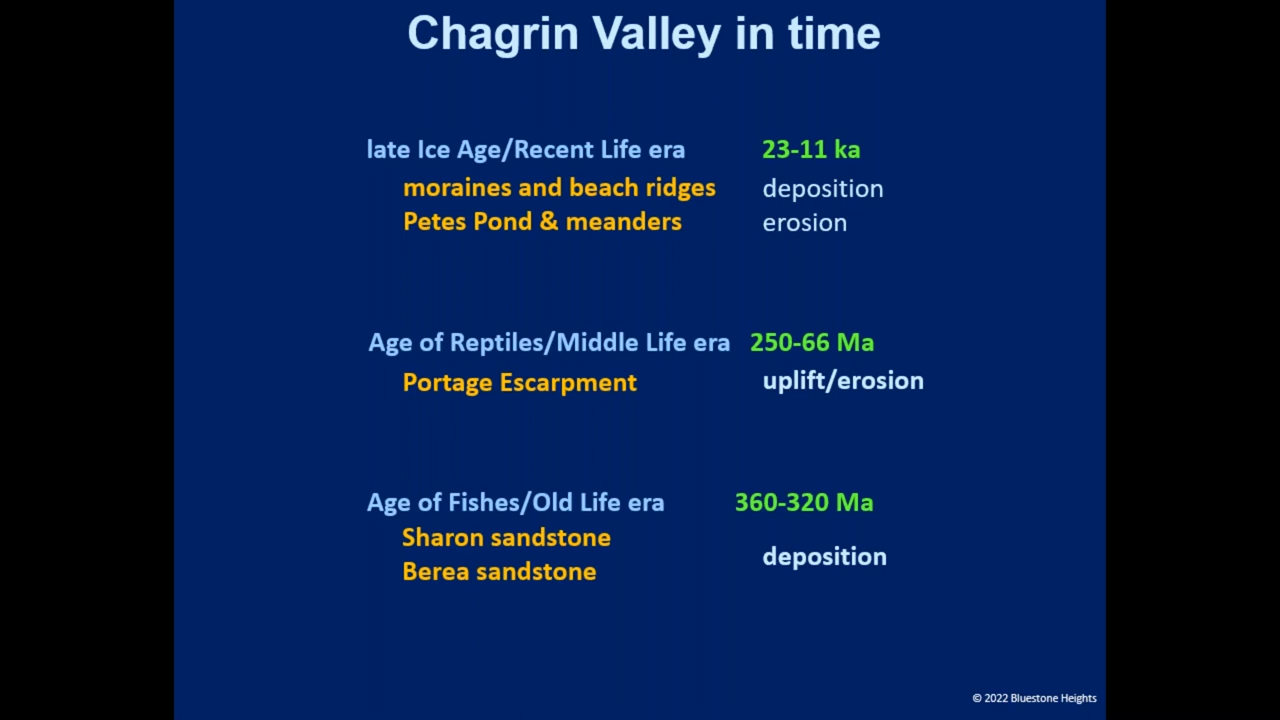 Chagrin Valley in time
late Ice Age/Recent Life era 23-11 ka
moraines and beach ridges deposition
Petes Pond & meanders erosion
Age of Reptiles/Middle Life era 250-66 Ma
Portage Escarpment uplift/erosion
Age of Fishes/Old Life era 360-320 Ma
Sharon sandstone
deposition
Berea sandstone
© 2022 Bluestone Heights